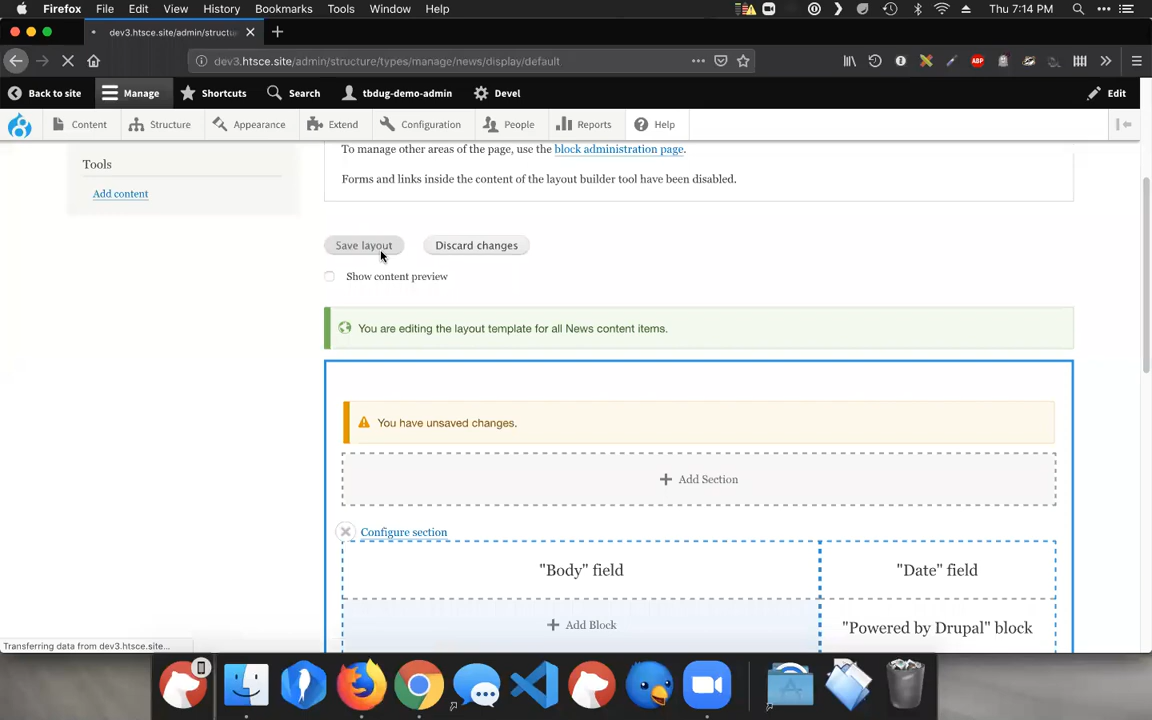 Firefox File Edit View History Bookmarks Tools Window Help Thu 7:14 PM
dev3.htsce.site/admin/structu
dev3.htsce.site/admin/structure/types/manage/news/display/default
ABP
Back to site Manage Shortcuts Search tbdug-demo-admin Devel Edit
Content Structure Appearance Extend Configuration People Reports Help
Tools
Add content
To manage other areas of the page, use the block administration page.
Forms and links inside the content of the layout builder tool have been disabled.
Save layout Discard changes
Show content preview
You are editing the layout template for all News content items.
You have unsaved changes.
Add Section
Configure section
"Body" field "Date" field
Add Block
"Powered by Drupal" block
Transferring data from dev3.htsce.site...